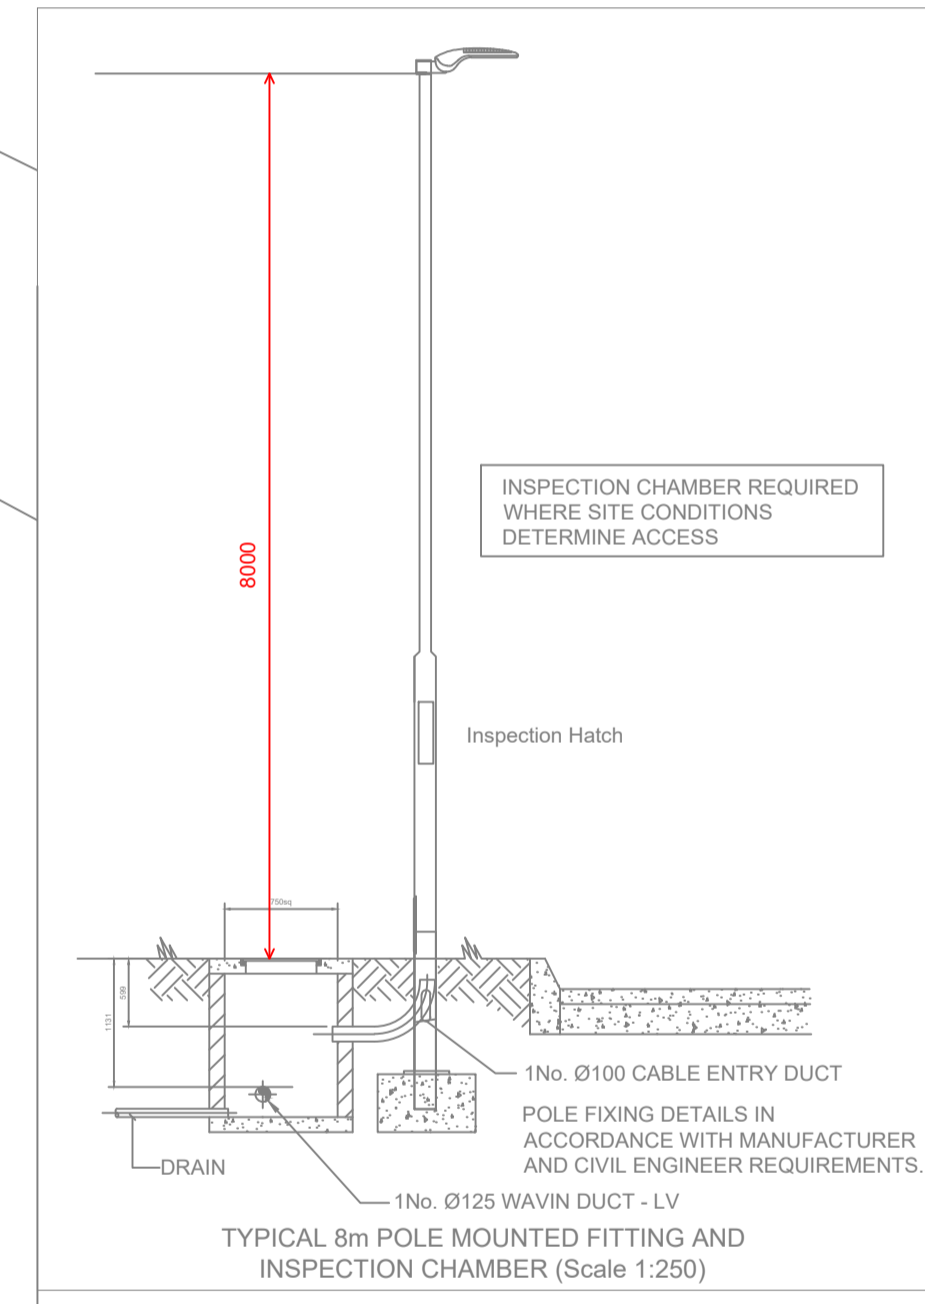 8000
INSPECTION CHAMBER REQUIRED
WHERE SITE CONDITIONS
DETERMINE ACCESS
Inspection Hatch
750sq
599
1131
1No. Ø100 CABLE ENTRY DUCT
POLE FIXING DETAILS IN
ACCORDANCE WITH MANUFACTURER
AND CIVIL ENGINEER REQUIREMENTS.
DRAIN
1No. Ø125 WAVIN DUCT - LV
TYPICAL 8m POLE MOUNTED FITTING AND
INSPECTION CHAMBER (Scale 1:250)